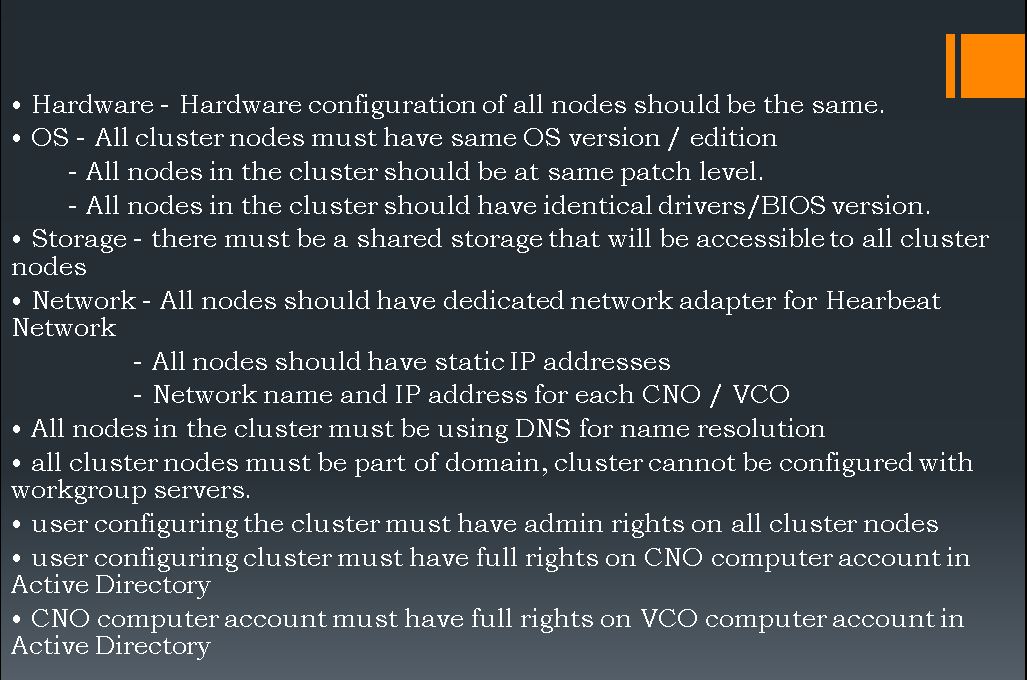 • Hardware - Hardware configuration of all nodes should be the same.
• OS - All cluster nodes must have same OS version / edition
- All nodes in the cluster should be at same patch level.
- All nodes in the cluster should have identical drivers/BIOS version.
• Storage - there must be a shared storage that will be accessible to all cluster
nodes
• Network - All nodes should have dedicated network adapter for Hearbeat
Network
- All nodes should have static IP addresses
- Network name and IP address for each CNO / VCO
• All nodes in the cluster must be using DNS for name resolution
• all cluster nodes must be part of domain, cluster cannot be configured with
workgroup servers.
• user configuring the cluster must have admin rights on all cluster nodes
• user configuring cluster must have full rights on CNO computer account in
Active Directory
• CNO computer account must have full rights on VCO computer account in
Active Directory